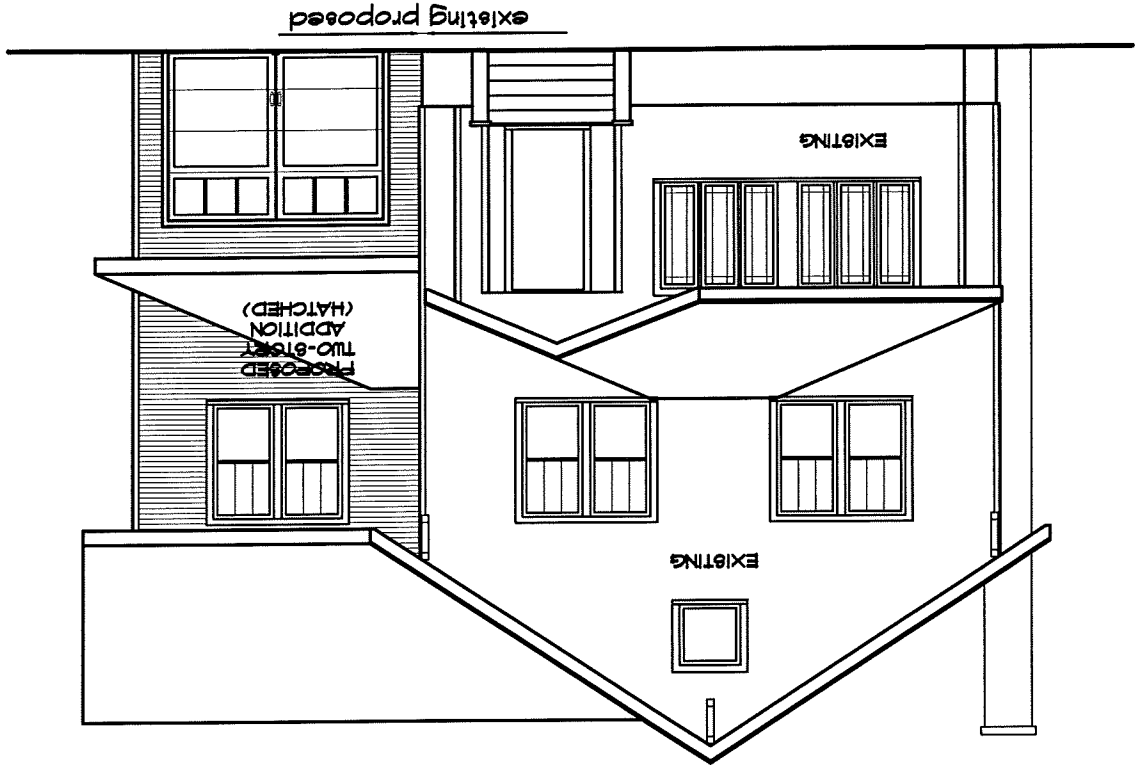 EXISTING
PROPOSED
TWO-STORY
ADDITION
(HATCHED)
EXISTING
existing proposed